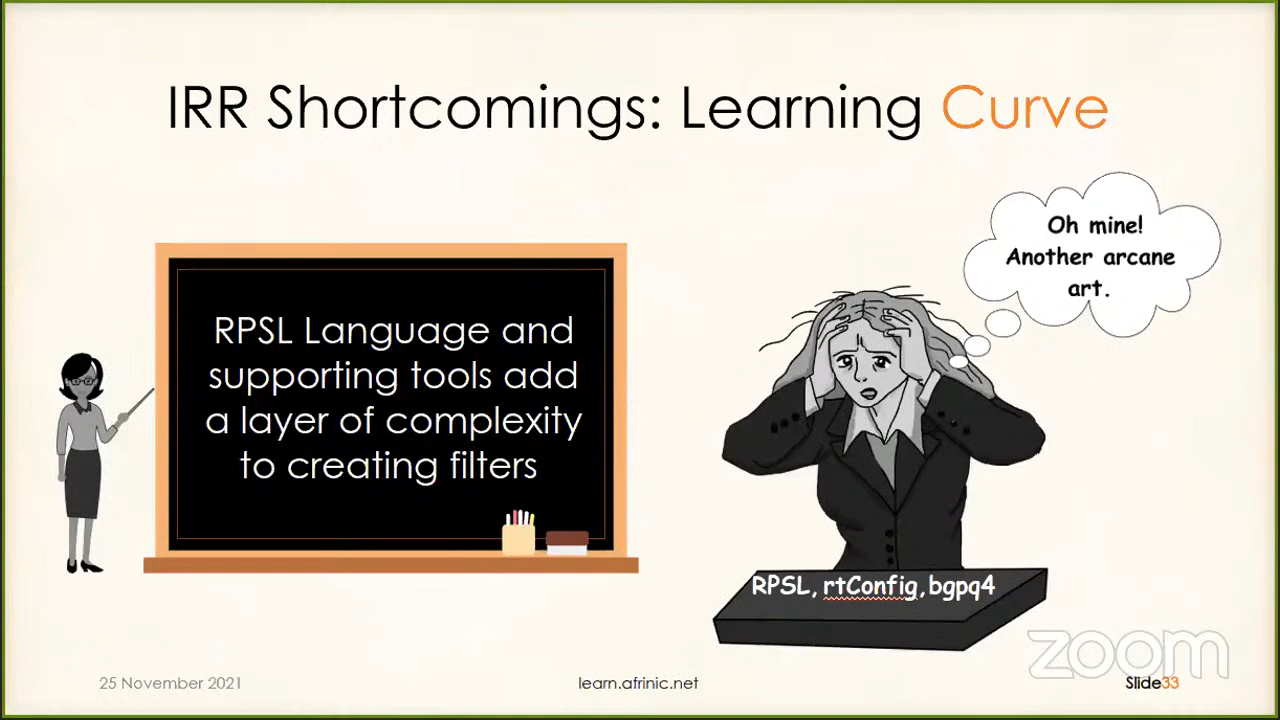 IRR Shortcomings: Learning Curve
Oh mine!
Another arcane
art.
RPSL Language and
supporting tools add
a layer of complexity
to creating filters
RPSL, rtConfig, bgpq4
zoom
25 November 2021
learn.afrinic.net
Slide33